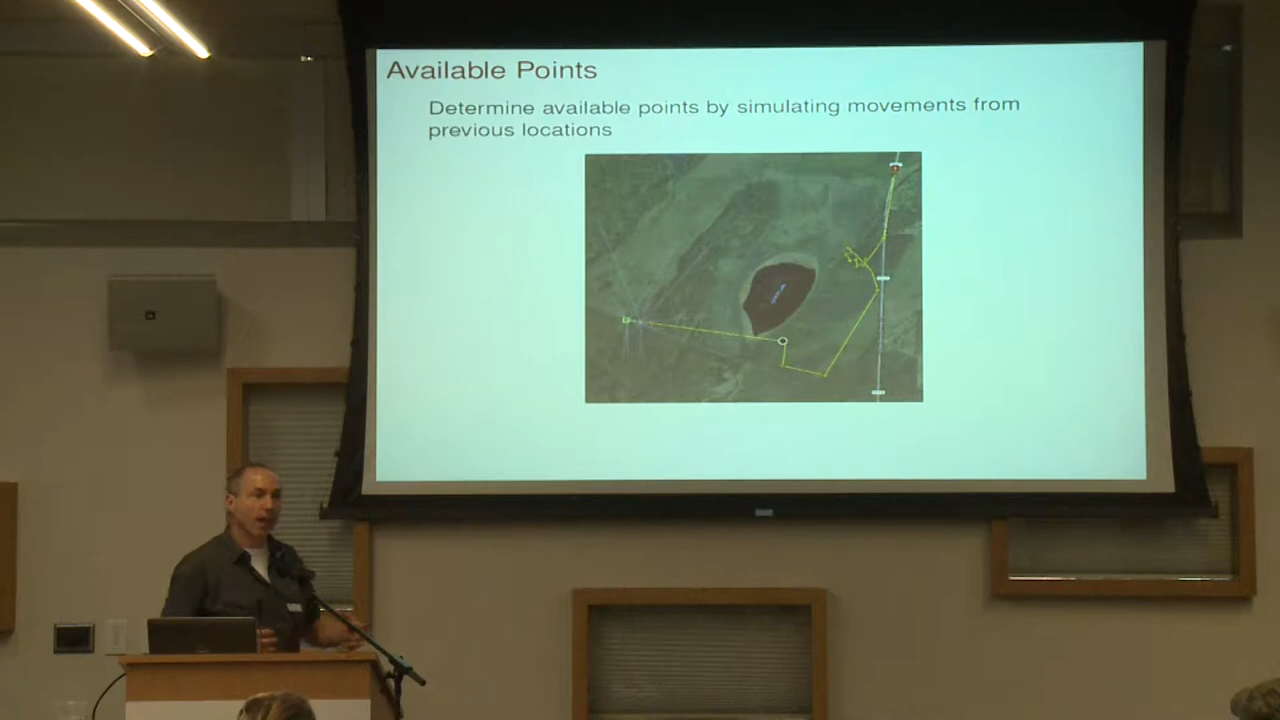 Available Points
Determine available points by simulating movements from
previous locations